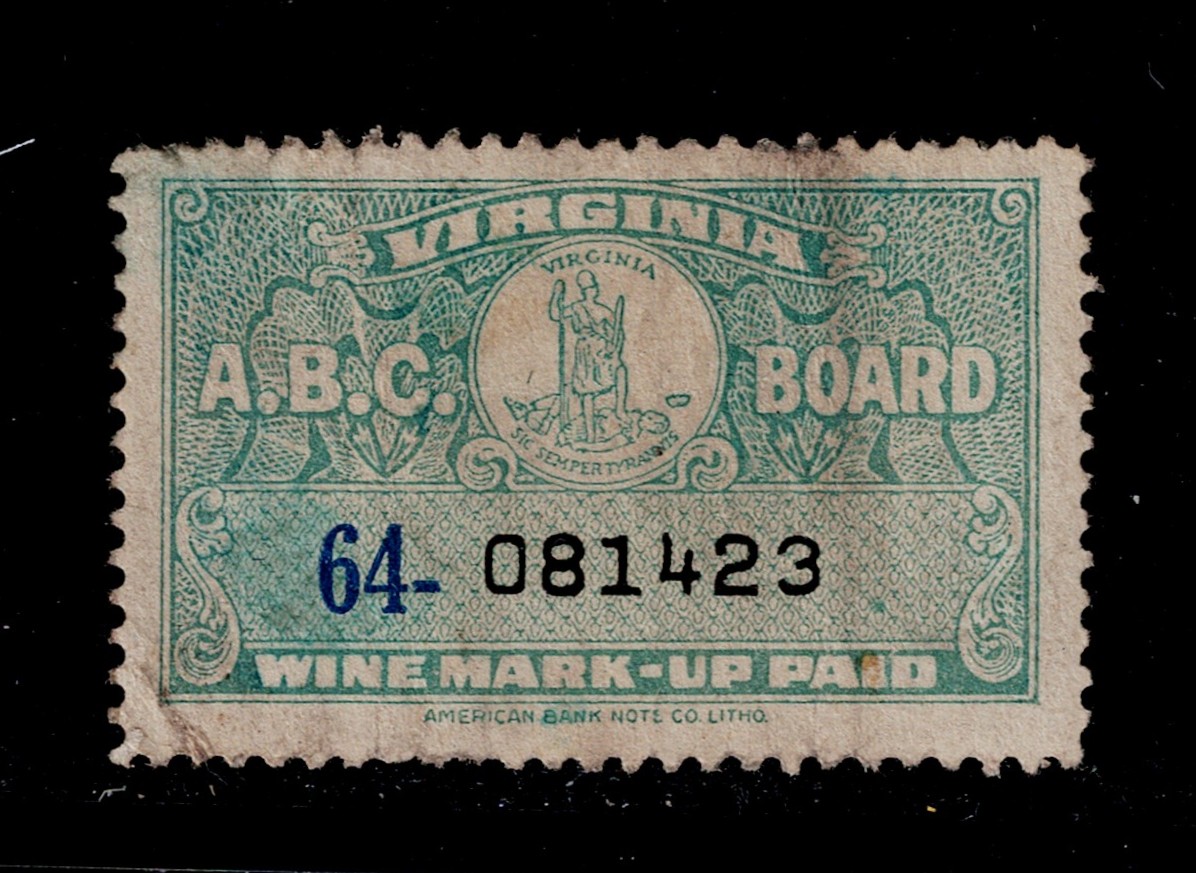 VIRGINIA
VIRGINIA
A.B.C. BOARD
SIC SEMPER TYRANNIS
64- 081423
WINE MARK-UP PAID
AMERICAN BANK NOTE CO. LITHO.